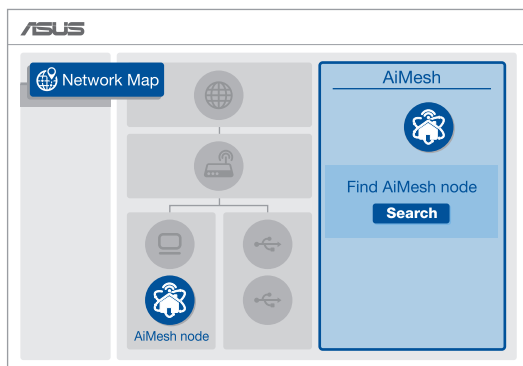 ASUS
Network Map
AiMesh node
AiMesh
Find AiMesh node
Search